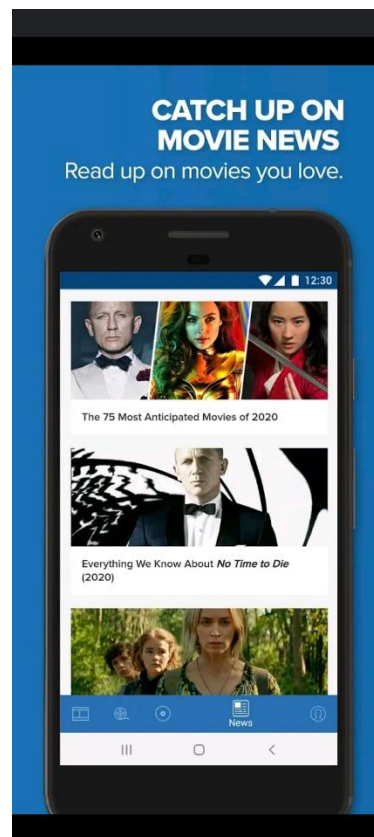 CATCH UP ON
MOVIE NEWS
Read up on movies you love.
12:30
The 75 Most Anticipated Movies of 2020
Everything We Know About No Time to Die
(2020)
News